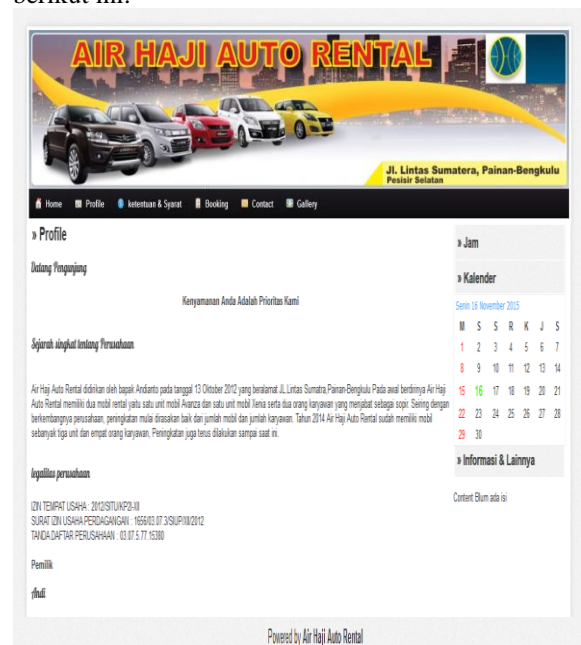 berikut ini:
AIR HAJI AUTO RENTAL
Jl. Lintas Sumatera, Painan-Bengkulu
Pesisir Selatan
Home Profile ketentuan & Syarat Booking Contact Gallery
» Profile
Datang Pengunjung
Kenyamanan Anda Adalah Prioritas Kami
Sejarah singkat tentang Perusahaan
Air Haji Auto Rental didirikan oleh bapak Andianto pada tanggal 13 Oktober 2012 yang beralamat JL.Lintas Sumatra,Painan-Bengkulu Pada awal berdirinya Air Haji
Auto Rental memiliki dua mobil rental yaitu satu unit mobil Avanza dan satu unit mobil Xenia serta dua orang karyawan yang menjabat sebagai sopir. Seiring dengan
berkembangnya perusahaan, peningkatan mulai dirasakan baik dari jumlah mobil dan jumlah karyawan. Tahun 2014 Air Haji Auto Rental sudah memiliki mobil
sebanyak tiga unit dan empat orang karyawan, Peningkatan juga terus dilakukan sampai saat ini.
legalitas perusahaan
IZIN TEMPAT USAHA : 2012/SITU/KP2I-XII
SURAT IZIN USAHA PERDAGANGAN : 1656/03.07.3/SIUP/XII/2012
TANDA DAFTAR PERUSAHAAN : 03.07.5.77.15380
Pemilik
Andi
» Jam
» Kalender
Senin 16 November 2015
M S S R K J S
1 2 3 4 5 6 7
8 9 10 11 12 13 14
15 16 17 18 19 20 21
22 23 24 25 26 27 28
29 30
» Informasi & Lainnya
Content Blum ada isi
Powered by Air Haji Auto Rental